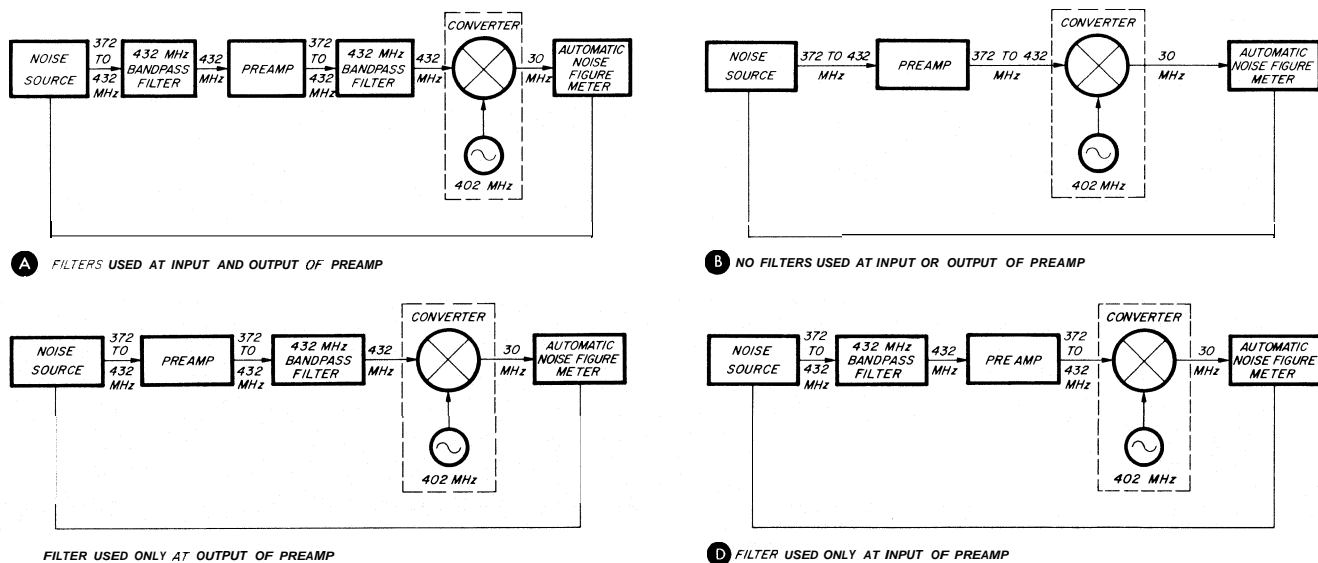 NOISE
SOURCE
372
TO
432
MHz
432 MHz
BANDPASS
FILTER
432
MHz
PREAMP
372
TO
432
MHz
432 MHz
BANDPASS
FILTER
432
MHz
CONVERTER
402 MHz
30
MHz
AUTOMATIC
NOISE
FIGURE
METER
A FILTERS USED AT INPUT AND OUTPUT OF PREAMP
NOISE
SOURCE
372 TO 432
MHz
PREAMP
372 TO 432
MHz
CONVERTER
402 MHz
30
MHz
AUTOMATIC
NOISE FIGURE
METER
B NO FILTERS USED AT INPUT OR OUTPUT OF PREAMP
NOISE
SOURCE
372
TO
432
MHz
PREAMP
372
TO
432
MHz
432 MHz
BANDPASS
FILTER
432
MHz
CONVERTER
402 MHz
30
MHz
AUTOMATIC
NOISE FIGURE
METER
FILTER USED ONLY AT OUTPUT OF PREAMP
NOISE
SOURCE
372
TO
432
MHz
432 MHz
BANDPASS
FILTER
432
MHz
PRE AMP
372
TO
432
MHz
CONVERTER
402 MHz
30
MHz
AUTOMATIC
NOISE FIGURE
METER
D FILTER USED ONLY AT INPUT OF PREAMP